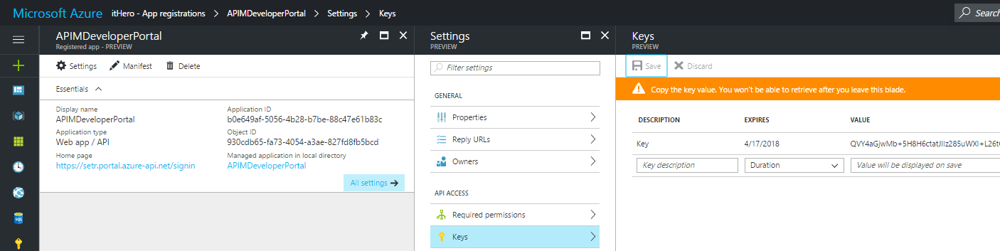 Microsoft Azure itHero - App registrations > APIMDeveloperPortal > Settings > Keys
Search
APIMDeveloperPortal
Registered app - PREVIEW
Settings Manifest Delete
Essentials
Display name
APIMDeveloperPortal
Application ID
b0e649af-5056-4b28-b7be-88c47e61b83c
Application type
Web app / API
Object ID
930cdb65-fa73-4054-a3ae-827fd8fb5bcd
Home page
https://setr.portal.azure-api.net/signin
Managed application in local directory
APIMDeveloperPortal
All settings
Settings
PREVIEW
Filter settings
GENERAL
Properties
Reply URLs
Owners
API ACCESS
Required permissions
Keys
Keys
PREVIEW
Save Discard
Copy the key value. You won't be able to retrieve after you leave this blade.
DESCRIPTION EXPIRES VALUE
Key 4/17/2018
Key description Duration Value will be displayed on save
SQL